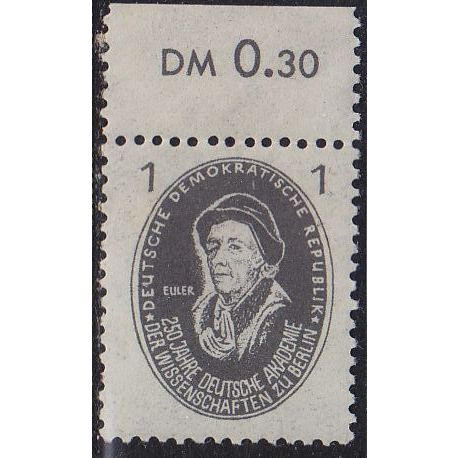 DM 0.30
1 1
DEUTSCHE DEMOKRATISCHE REPUBLIK
EULER
250 JAHRE DEUTSCHE AKADEMIE
DER WISSENSCHAFTEN ZU BERLIN